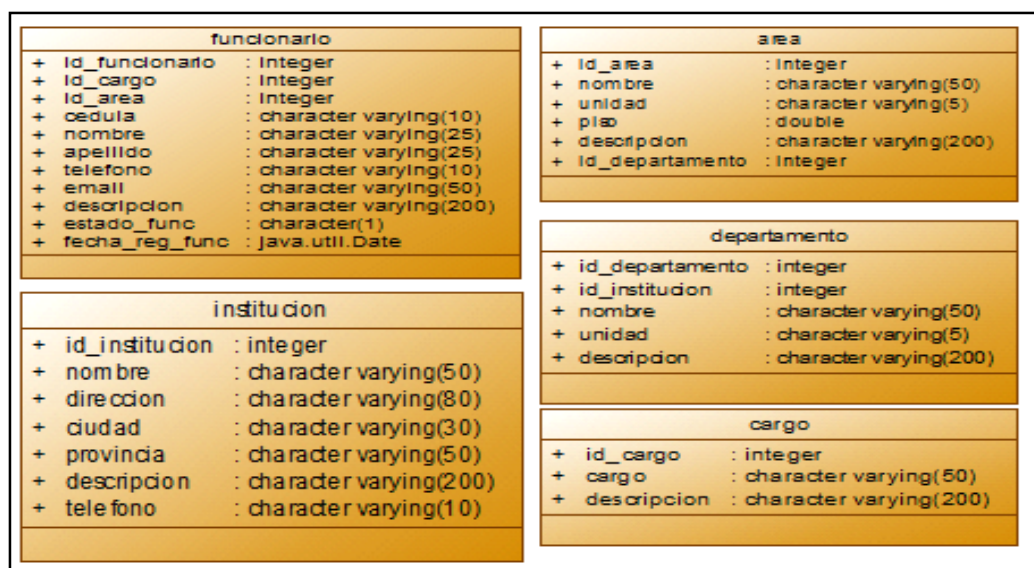 funcionario
+ id_funcionario : integer
+ id_cargo : integer
+ id_area : integer
+ cedula : character varying(10)
+ nombre : character varying(25)
+ apellido : character varying(25)
+ telefono : character varying(10)
+ email : character varying(50)
+ descripcion : character varying(200)
+ estado_func : character(1)
+ fecha_reg_func : java.util.Date
institucion
+ id_institucion : integer
+ nombre : character varying(50)
+ direccion : character varying(80)
+ ciudad : character varying(30)
+ provincia : character varying(50)
+ descripcion : character varying(200)
+ telefono : character varying(10)
area
+ id_area : integer
+ nombre : character varying(50)
+ unidad : character varying(5)
+ piso : double
+ descripcion : character varying(200)
+ id_departamento : integer
departamento
+ id_departamento : integer
+ id_institucion : integer
+ nombre : character varying(50)
+ unidad : character varying(5)
+ descripcion : character varying(200)
cargo
+ id_cargo : integer
+ cargo : character varying(50)
+ descripcion : character varying(200)